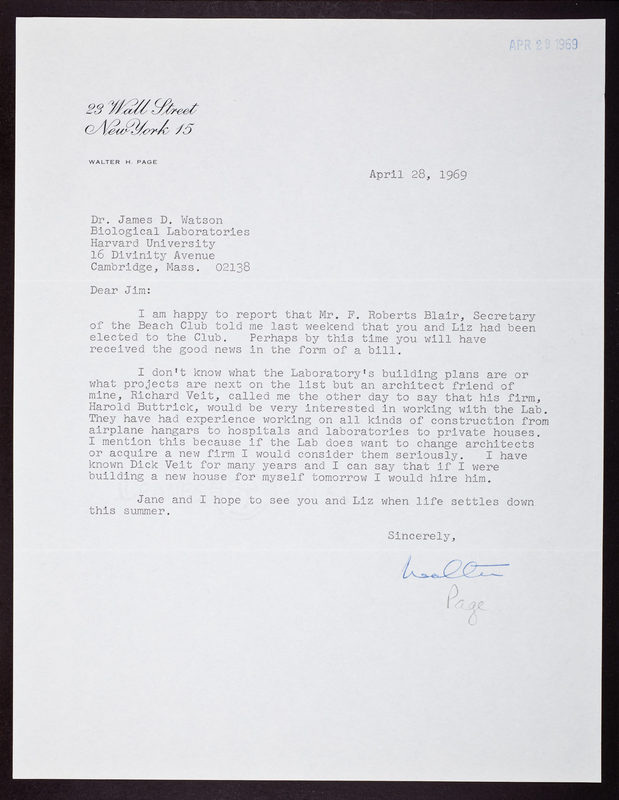 APR 29 1969
23 Wall Street
New York 15
WALTER H. PAGE
April 28, 1969
Dr. James D. Watson
Biological Laboratories
Harvard University
16 Divinity Avenue
Cambridge, Mass. 02138
Dear Jim:
I am happy to report that Mr. F. Roberts Blair, Secretary
of the Beach Club told me last weekend that you and Liz had been
elected to the Club. Perhaps by this time you will have
received the good news in the form of a bill.
I don't know what the Laboratory's building plans are or
what projects are next on the list but an architect friend of
mine, Richard Veit, called me the other day to say that his firm,
Harold Buttrick, would be very interested in working with the Lab.
They have had experience working on all kinds of construction from
airplane hangars to hospitals and laboratories to private houses.
I mention this because if the Lab does want to change architects
or acquire a new firm I would consider them seriously. I have
known Dick Veit for many years and I can say that if I were
building a new house for myself tomorrow I would hire him.
Jane and I hope to see you and Liz when life settles down
this summer.
Sincerely,
Walter
Page